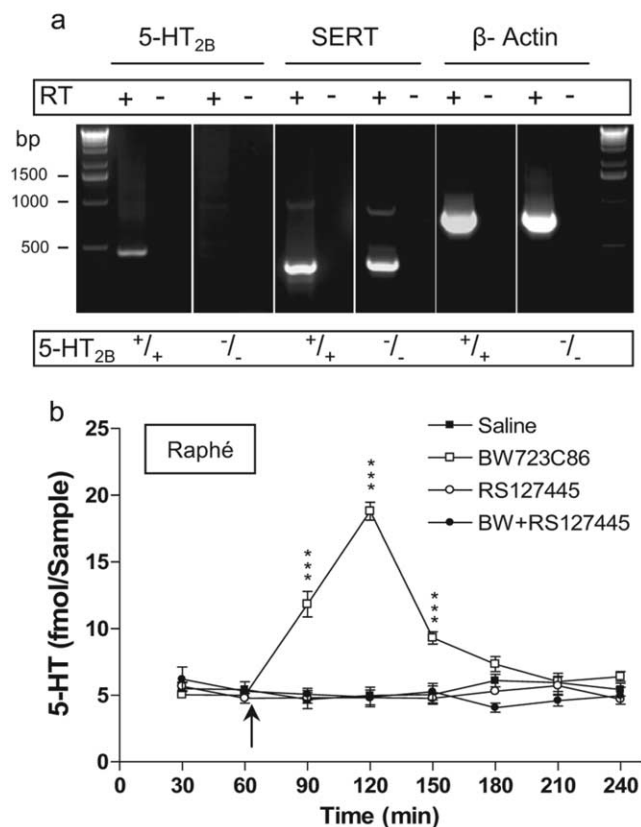 a
5-HT2B SERT β- Actin
RT + - + - + - + - + - + -
bp
1500
1000
500
5-HT2B +/+ -/- +/+ -/- +/+ -/-
b
25
20
15
10
5
0
5-HT (fmol/Sample)
Raphé
Saline
BW723C86
RS127445
BW+RS127445
***
***
***
0 30 60 90 120 150 180 210 240
Time (min)